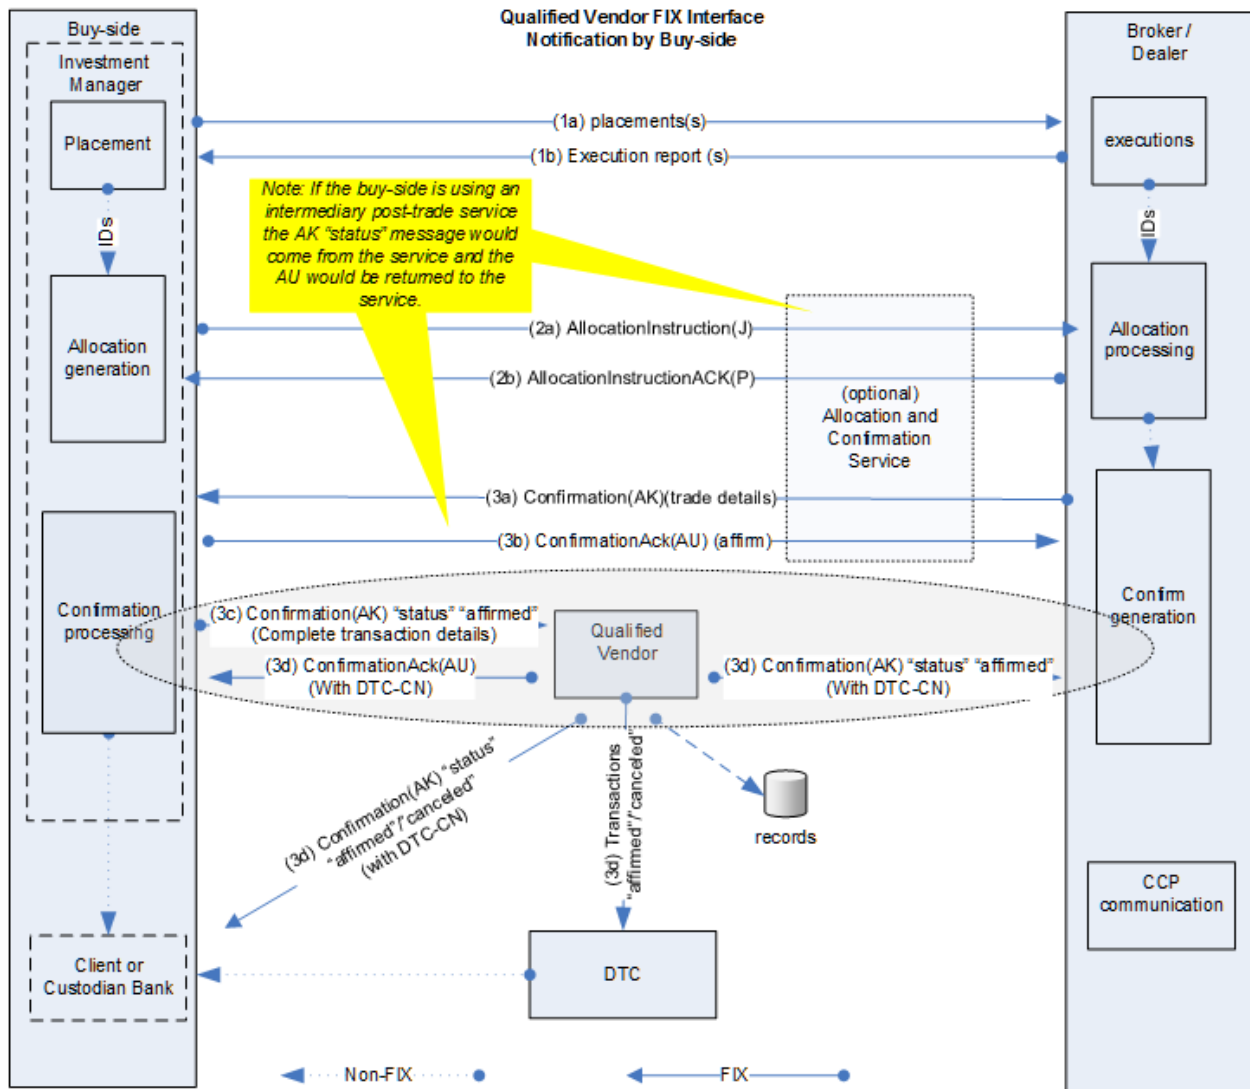 Qualified Vendor FIX Interface
Notification by Buy-side
Buy-side
Investment
Manager
Placement
IDs
Allocation
generation
Confirmation
processing
Client or
Custodian Bank
Broker /
Dealer
executions
IDs
Allocation
processing
Confirm
generation
CCP
communication
(1a) placements(s)
(1b) Execution report (s)
Note: If the buy-side is using an
intermediary post-trade service
the AK “status” message would
come from the service and the
AU would be returned to the
service.
(2a) AllocationInstruction(J)
(2b) AllocationInstructionACK(P)
(optional)
Allocation and
Confirmation
Service
(3a) Confirmation(AK)(trade details)
(3b) ConfirmationAck(AU) (affirm)
(3c) Confirmation(AK) “status” “affirmed”
(Complete transaction details)
(3d) ConfirmationAck(AU)
(With DTC-CN)
Qualified
Vendor
(3d) Confirmation(AK) “status” “affirmed”
(With DTC-CN)
(3d) Confirmation(AK) “status”
“affirmed”/”canceled”
(with DTC-CN)
(3d) Transactions
“affirmed”/”canceled”
records
DTC
Non-FIX
FIX